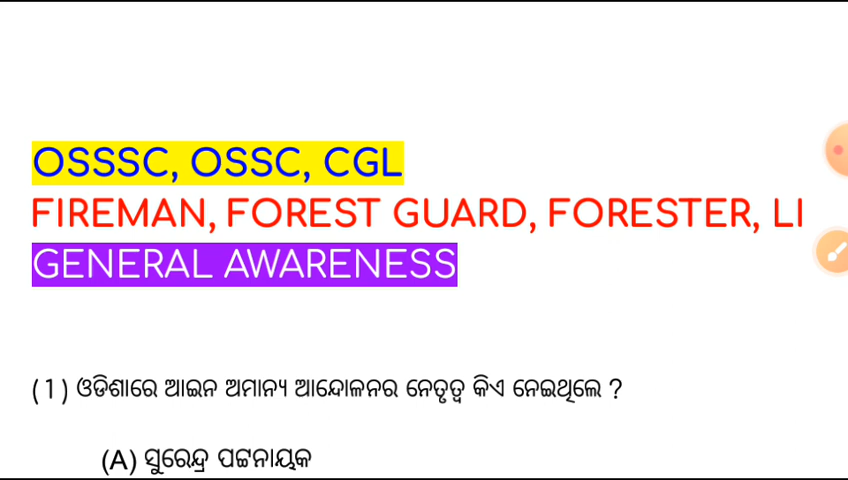 OSSSC, OSSC, CGL
FIREMAN, FOREST GUARD, FORESTER, LI
GENERAL AWARENESS
(1) ଓଡିଶାରେ ଆଇନ ଅମାନ୍ୟ ଆନ୍ଦୋଳନର ନେତୃତ୍ୱ କିଏ ନେଇଥିଲେ ?
(A) ସୁରେନ୍ଦ୍ର ପଟ୍ଟନାୟକ